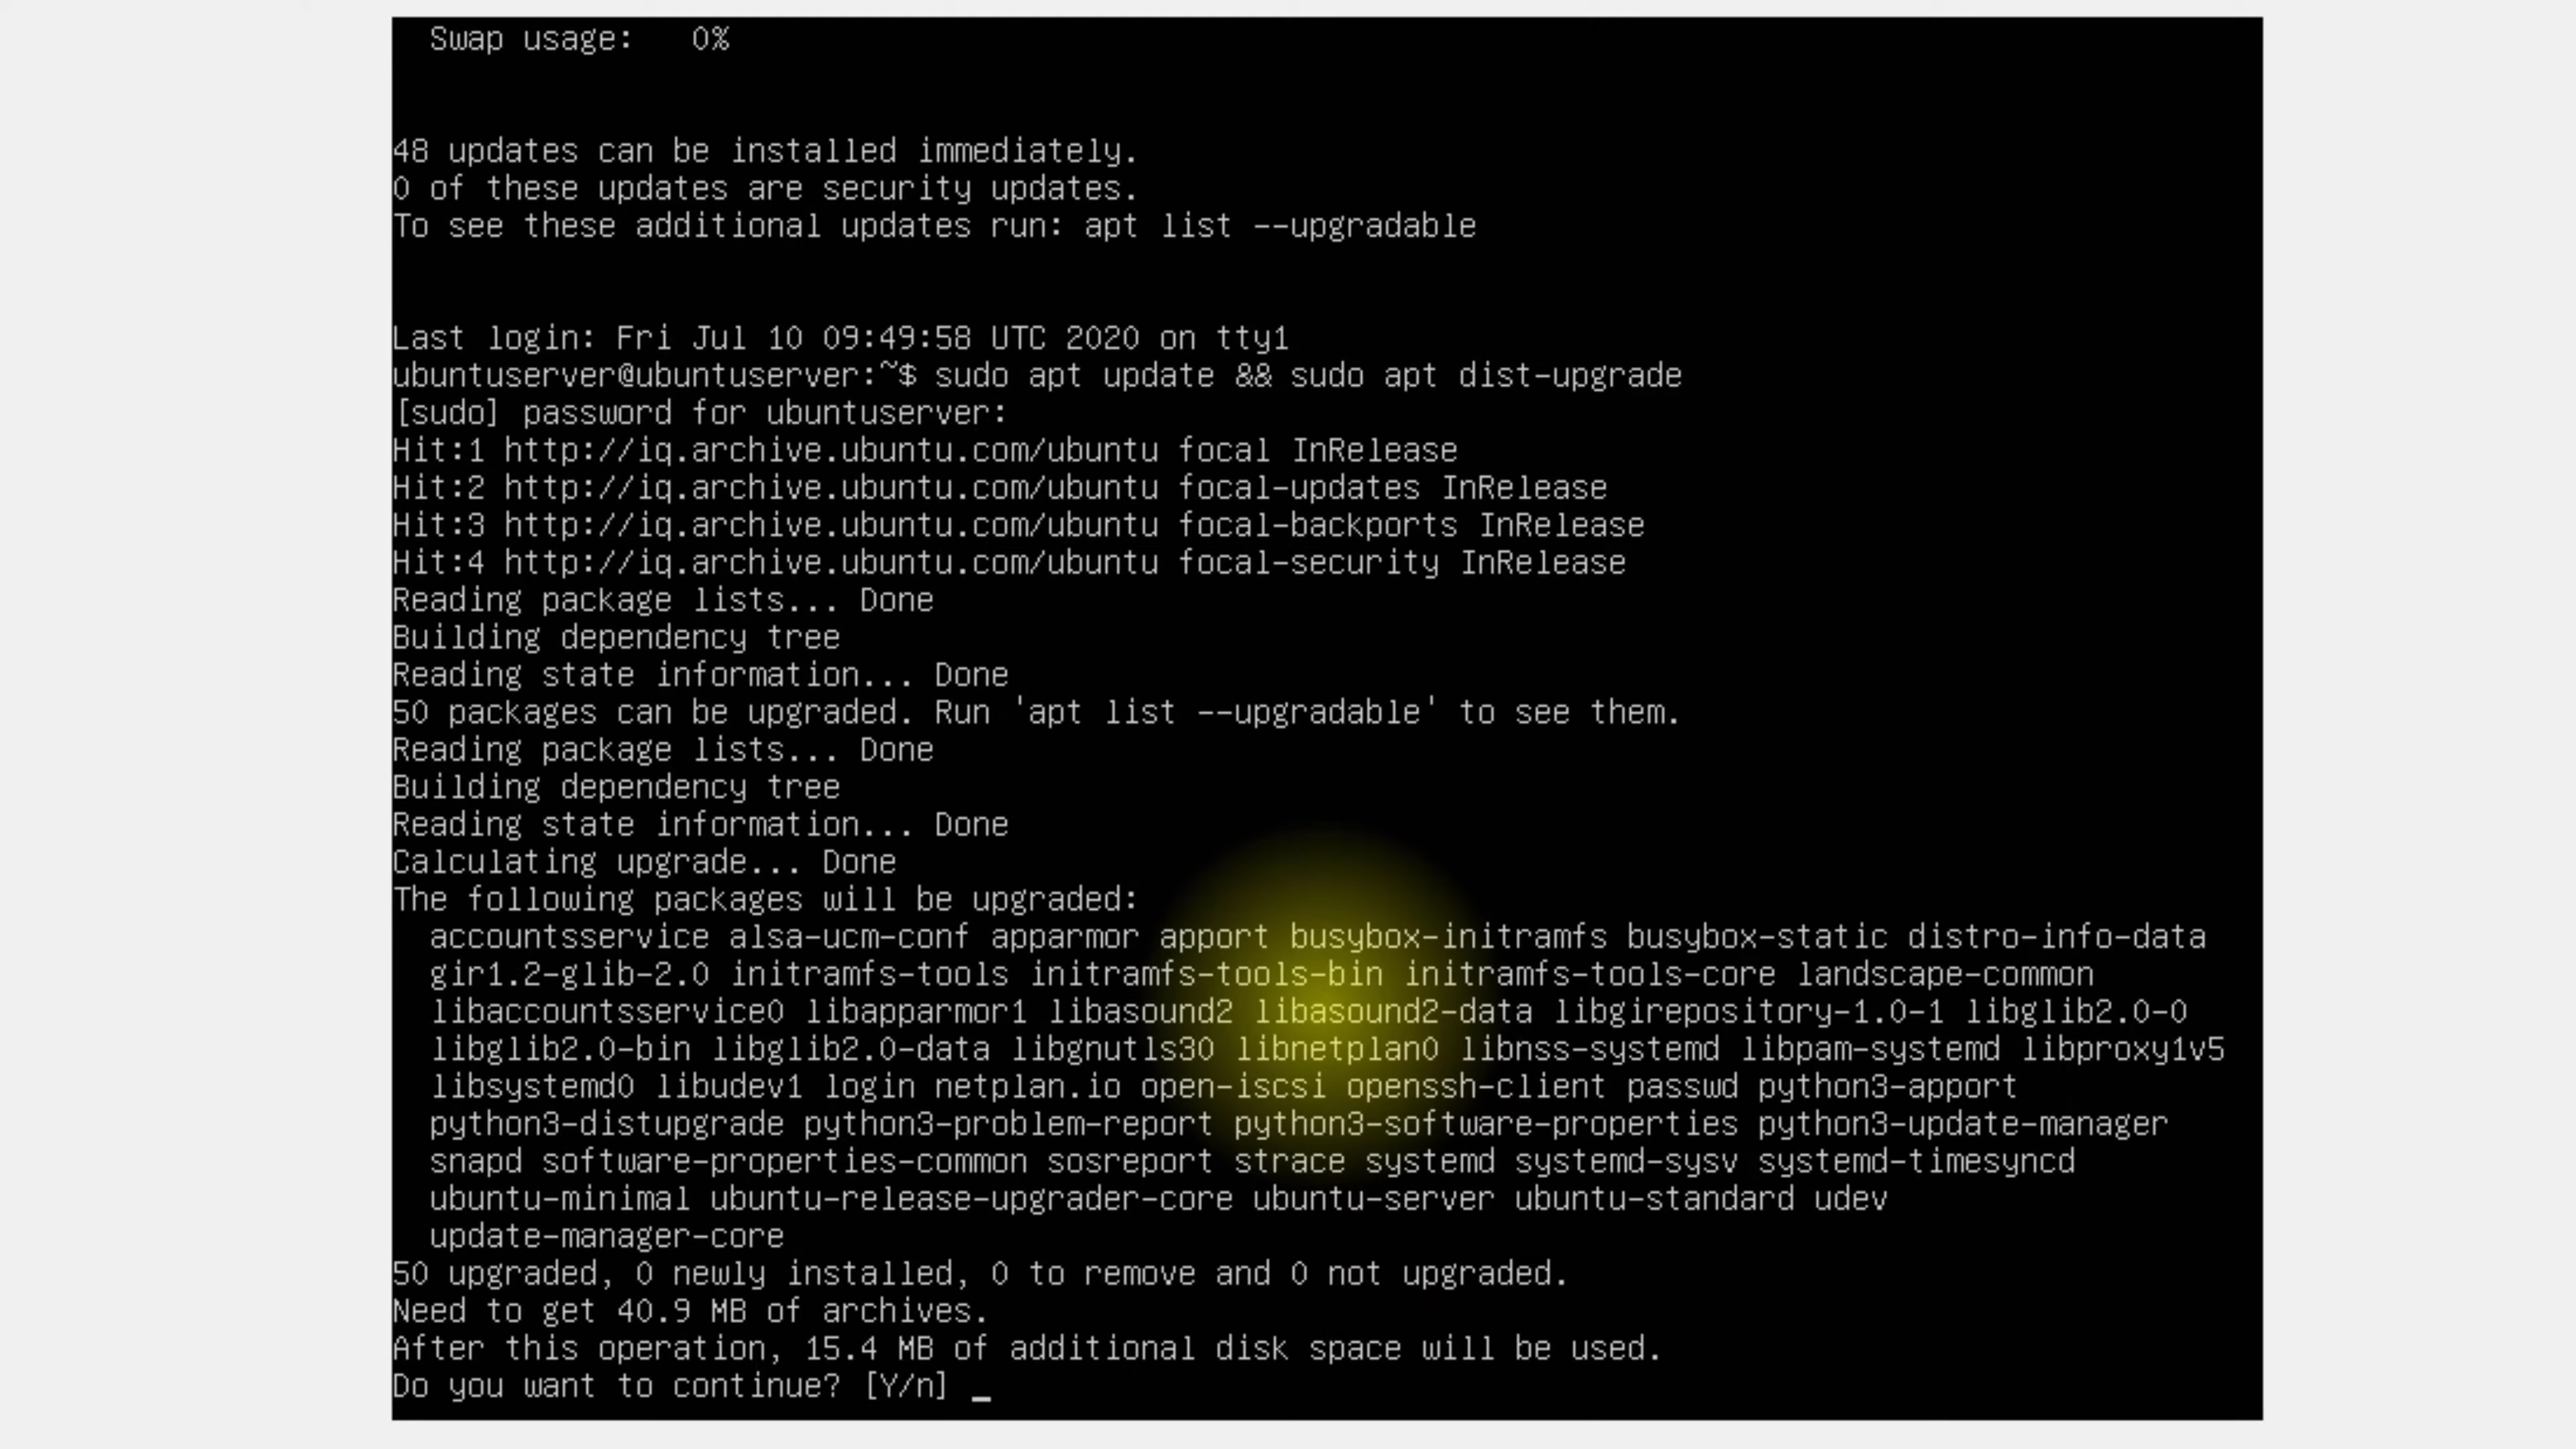 Swap usage:   0%
48 updates can be installed immediately.
0 of these updates are security updates.
To see these additional updates run: apt list --upgradable
Last login: Fri Jul 10 09:49:58 UTC 2020 on tty1
ubuntuserver@ubuntuserver:~$ sudo apt update && sudo apt dist-upgrade
[sudo] password for ubuntuserver:
Hit:1 http://iq.archive.ubuntu.com/ubuntu focal InRelease
Hit:2 http://iq.archive.ubuntu.com/ubuntu focal-updates InRelease
Hit:3 http://iq.archive.ubuntu.com/ubuntu focal-backports InRelease
Hit:4 http://iq.archive.ubuntu.com/ubuntu focal-security InRelease
Reading package lists... Done
Building dependency tree
Reading state information... Done
50 packages can be upgraded. Run 'apt list --upgradable' to see them.
Reading package lists... Done
Building dependency tree
Reading state information... Done
Calculating upgrade... Done
The following packages will be upgraded:
accountsservice alsa-ucm-conf apparmor apport busybox-initramfs busybox-static distro-info-data
gir1.2-glib-2.0 initramfs-tools initramfs-tools-bin initramfs-tools-core landscape-common
libaccountsservice0 libapparmor1 libasound2 libasound2-data libgirepository-1.0-1 libglib2.0-0
libglib2.0-bin libglib2.0-data libgnutls30 libnetplan0 libnss-systemd libpam-systemd libproxy1v5
libsystemd0 libudev1 login netplan.io open-iscsi openssh-client passwd python3-apport
python3-distupgrade python3-problem-report python3-software-properties python3-update-manager
snapd software-properties-common sosreport strace systemd systemd-sysv systemd-timesyncd
ubuntu-minimal ubuntu-release-upgrader-core ubuntu-server ubuntu-standard udev
update-manager-core
50 upgraded, 0 newly installed, 0 to remove and 0 not upgraded.
Need to get 40.9 MB of archives.
After this operation, 15.4 MB of additional disk space will be used.
Do you want to continue? [Y/n] _